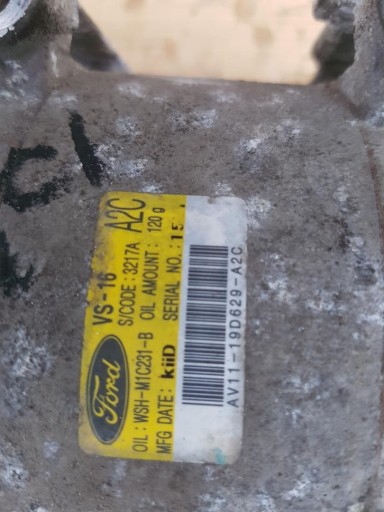 C1
Ford
VS-16
A2C
S/CODE : 3217A
OIL : WSH-M1C231-B
OIL AMOUNT : 120 g
MFG DATE : kiiD
SERIAL NO. :
AV11-19D629-A2C